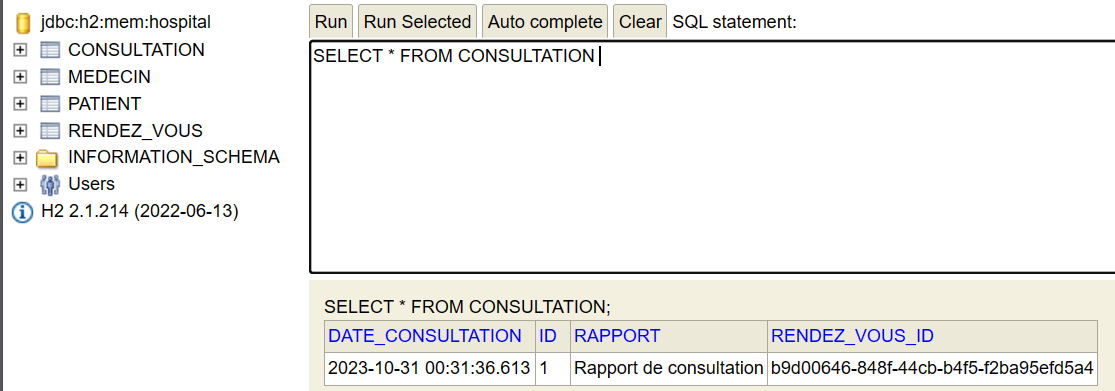 jdbc:h2:mem:hospital
CONSULTATION
MEDECIN
PATIENT
RENDEZ_VOUS
INFORMATION_SCHEMA
Users
H2 2.1.214 (2022-06-13)
Run Run Selected Auto complete Clear SQL statement:
SELECT * FROM CONSULTATION
SELECT * FROM CONSULTATION;
DATE_CONSULTATION ID RAPPORT RENDEZ_VOUS_ID
2023-10-31 00:31:36.613 1 Rapport de consultation b9d00646-848f-44cb-b4f5-f2ba95efd5a4